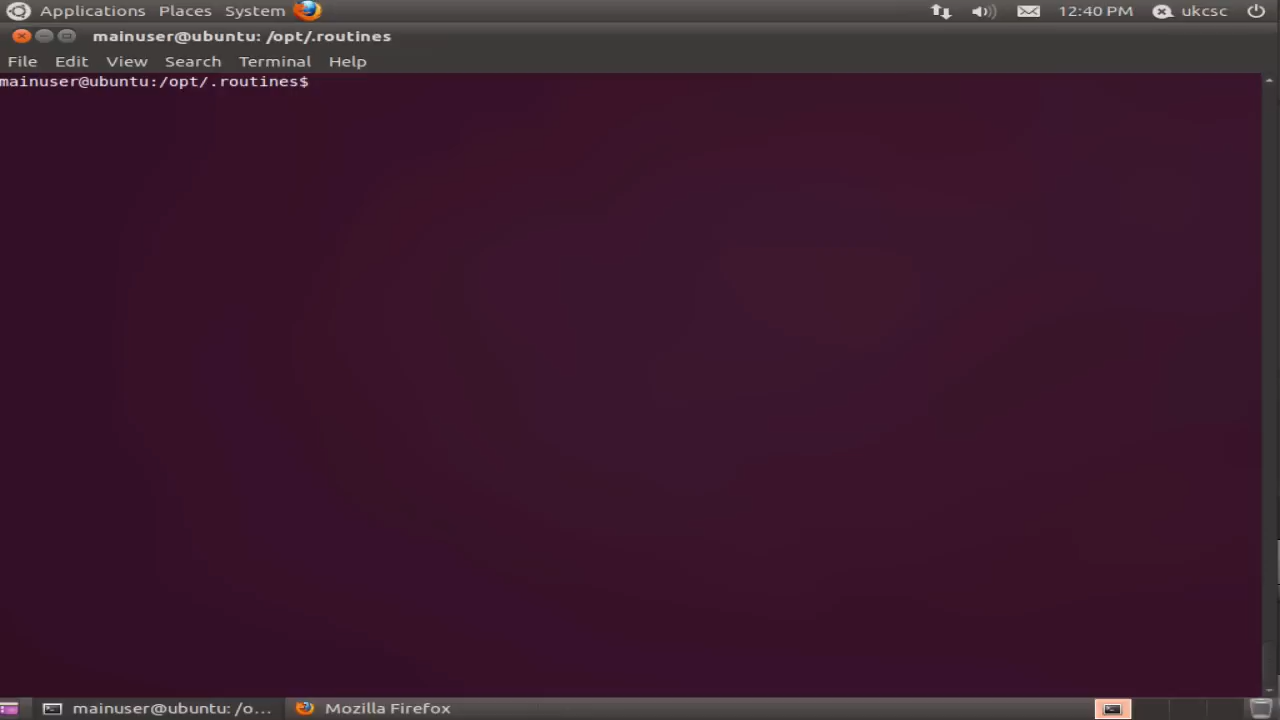 Applications Places System 12:40 PM ukcsc
mainuser@ubuntu: /opt/.routines
File Edit View Search Terminal Help
mainuser@ubuntu:/opt/.routines$
mainuser@ubuntu: /o... Mozilla Firefox